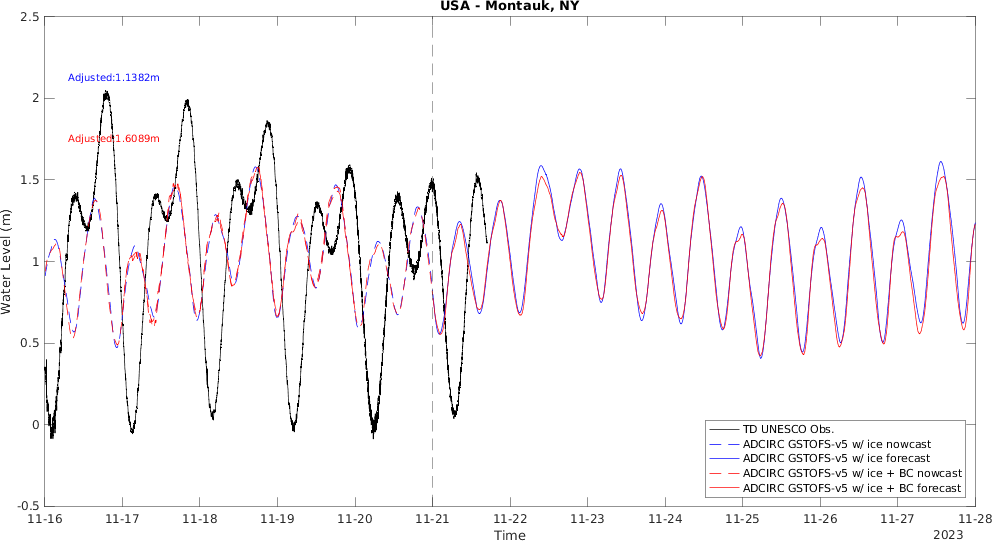 USA - Montauk, NY
2.5
2
1.5
1
0.5
0
-0.5
Water Level (m)
Adjusted:1.1382m
Adjusted:1.6089m
TD UNESCO Obs.
ADCIRC GSTOFS-v5 w/ ice nowcast
ADCIRC GSTOFS-v5 w/ ice forecast
ADCIRC GSTOFS-v5 w/ ice + BC nowcast
ADCIRC GSTOFS-v5 w/ ice + BC forecast
11-16 11-17 11-18 11-19 11-20 11-21 11-22 11-23 11-24 11-25 11-26 11-27 11-28
Time
2023